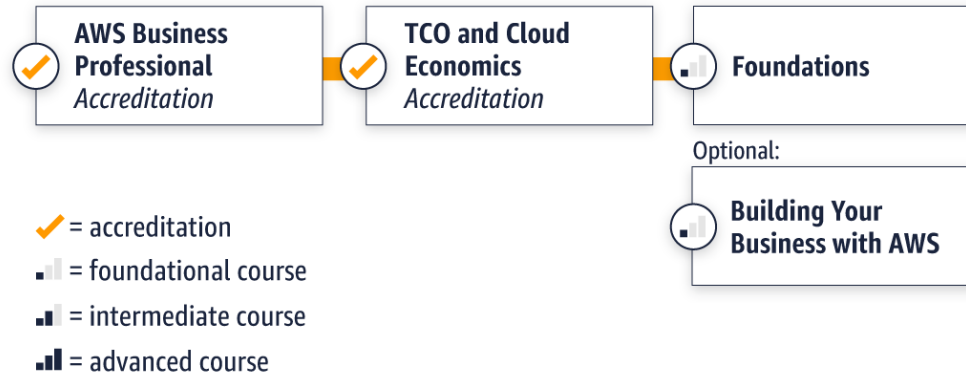 AWS Business
Professional
Accreditation
TCO and Cloud
Economics
Accreditation
Foundations
Optional:
Building Your
Business with AWS
= accreditation
= foundational course
= intermediate course
= advanced course